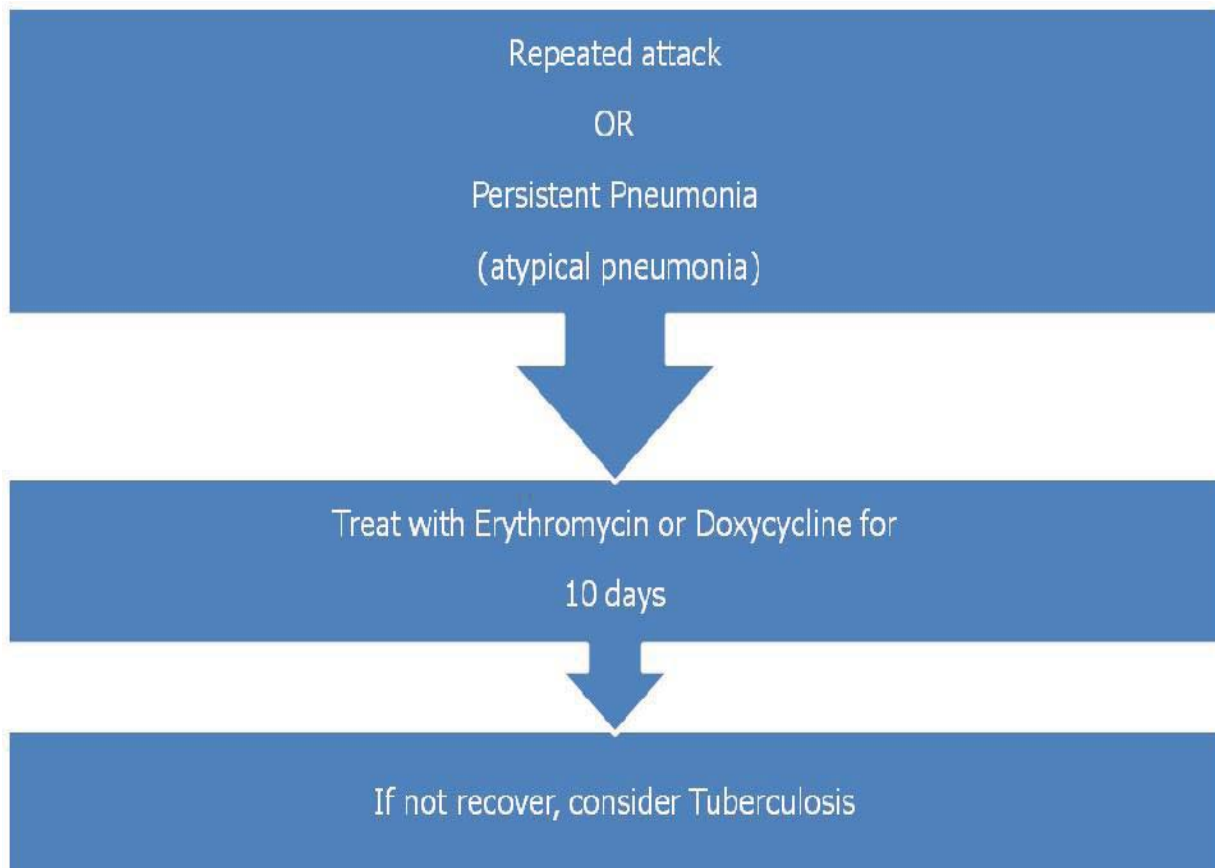 Repeated attack
OR
Persistent Pneumonia
(atypical pneumonia)
Treat with Erythromycin or Doxycycline for
10 days
If not recover, consider Tuberculosis